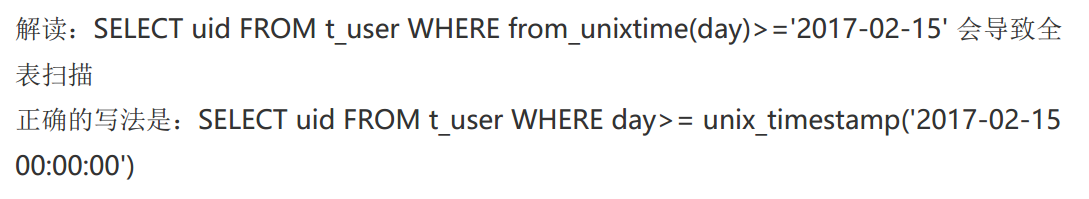 解读：SELECT uid FROM t_user WHERE from_unixtime(day)>='2017-02-15' 会导致全
表扫描
正确的写法是：SELECT uid FROM t_user WHERE day>= unix_timestamp('2017-02-15
00:00:00')